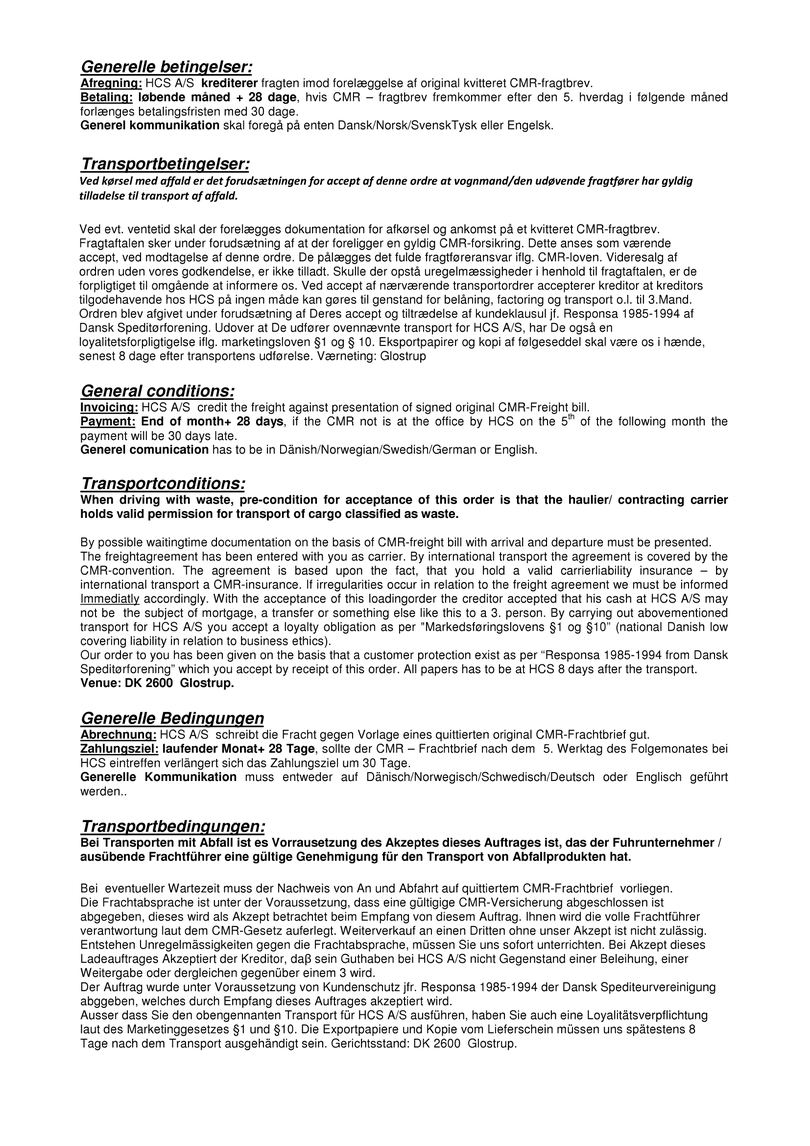 Generelle betingelser:
Afregning: HCS A/S krediterer fragten imod forelæggelse af original kvitteret CMR-fragtbrev.
Betaling: løbende måned + 28 dage, hvis CMR – fragtbrev fremkommer efter den 5. hverdag i følgende måned
forlænges betalingsfristen med 30 dage.
Generel kommunikation skal foregå på enten Dansk/Norsk/SvenskTysk eller Engelsk.
Transportbetingelser:
Ved kørsel med affald er det forudsætningen for accept af denne ordre at vognmand/den udøvende fragtfører har gyldig
tilladelse til transport af affald.
Ved evt. ventetid skal der forelægges dokumentation for afkørsel og ankomst på et kvitteret CMR-fragtbrev.
Fragtaftalen sker under forudsætning af at der foreligger en gyldig CMR-forsikring. Dette anses som værende
accept, ved modtagelse af denne ordre. De pålægges det fulde fragtføreransvar iflg. CMR-loven. Videresalg af
ordren uden vores godkendelse, er ikke tilladt. Skulle der opstå uregelmæssigheder i henhold til fragtaftalen, er de
forpligtiget til omgående at informere os. Ved accept af nærværende transportordrer accepterer kreditor at kreditors
tilgodehavende hos HCS på ingen måde kan gøres til genstand for belåning, factoring og transport o.l. til 3.Mand.
Ordren blev afgivet under forudsætning af Deres accept og tiltrædelse af kundeklausul jf. Responsa 1985-1994 af
Dansk Speditørforening. Udover at De udfører ovennævnte transport for HCS A/S, har De også en
loyalitetsforpligtigelse iflg. marketingsloven §1 og § 10. Eksportpapirer og kopi af følgeseddel skal være os i hænde,
senest 8 dage efter transportens udførelse. Værneting: Glostrup
General conditions:
Invoicing: HCS A/S credit the freight against presentation of signed original CMR-Freight bill.
Payment: End of month+ 28 days, if the CMR not is at the office by HCS on the 5th of the following month the
payment will be 30 days late.
Generel comunication has to be in Dänish/Norwegian/Swedish/German or English.
Transportconditions:
When driving with waste, pre-condition for acceptance of this order is that the haulier/ contracting carrier
holds valid permission for transport of cargo classified as waste.
By possible waitingtime documentation on the basis of CMR-freight bill with arrival and departure must be presented.
The freightagreement has been entered with you as carrier. By international transport the agreement is covered by the
CMR-convention. The agreement is based upon the fact, that you hold a valid carrierliability insurance – by
international transport a CMR-insurance. If irregularities occur in relation to the freight agreement we must be informed
Immediatly accordingly. With the acceptance of this loadingorder the creditor accepted that his cash at HCS A/S may
not be the subject of mortgage, a transfer or something else like this to a 3. person. By carrying out abovementioned
transport for HCS A/S you accept a loyalty obligation as per "Markedsføringslovens §1 og §10" (national Danish low
covering liability in relation to business ethics).
Our order to you has been given on the basis that a customer protection exist as per “Responsa 1985-1994 from Dansk
Speditørforening” which you accept by receipt of this order. All papers has to be at HCS 8 days after the transport.
Venue: DK 2600 Glostrup.
Generelle Bedingungen
Abrechnung: HCS A/S schreibt die Fracht gegen Vorlage eines quittierten original CMR-Frachtbrief gut.
Zahlungsziel: laufender Monat+ 28 Tage, sollte der CMR – Frachtbrief nach dem 5. Werktag des Folgemonates bei
HCS eintreffen verlängert sich das Zahlungsziel um 30 Tage.
Generelle Kommunikation muss entweder auf Dänisch/Norwegisch/Schwedisch/Deutsch oder Englisch geführt
werden..
Transportbedingungen:
Bei Transporten mit Abfall ist es Vorrausetzung des Akzeptes dieses Auftrages ist, das der Fuhrunternehmer /
ausübende Frachtführer eine gültige Genehmigung für den Transport von Abfallprodukten hat.
Bei eventueller Wartezeit muss der Nachweis von An und Abfahrt auf quittiertem CMR-Frachtbrief vorliegen.
Die Frachtabsprache ist unter der Voraussetzung, dass eine gültigige CMR-Versicherung abgeschlossen ist
abgegeben, dieses wird als Akzept betrachtet beim Empfang von diesem Auftrag. Ihnen wird die volle Frachtführer
verantwortung laut dem CMR-Gesetz auferlegt. Weiterverkauf an einen Dritten ohne unser Akzept ist nicht zulässig.
Entstehen Unregelmässigkeiten gegen die Frachtabsprache, müssen Sie uns sofort unterrichten. Bei Akzept dieses
Ladeauftrages Akzeptiert der Kreditor, daβ sein Guthaben bei HCS A/S nicht Gegenstand einer Beleihung, einer
Weitergabe oder dergleichen gegenüber einem 3 wird.
Der Auftrag wurde unter Voraussetzung von Kundenschutz jfr. Responsa 1985-1994 der Dansk Spediteurvereinigung
abggeben, welches durch Empfang dieses Auftrages akzeptiert wird.
Ausser dass Sie den obengenannten Transport für HCS A/S ausführen, haben Sie auch eine Loyalitätsverpflichtung
laut des Marketinggesetzes §1 und §10. Die Exportpapiere und Kopie vom Lieferschein müssen uns spätestens 8
Tage nach dem Transport ausgehändigt sein. Gerichtsstand: DK 2600 Glostrup.